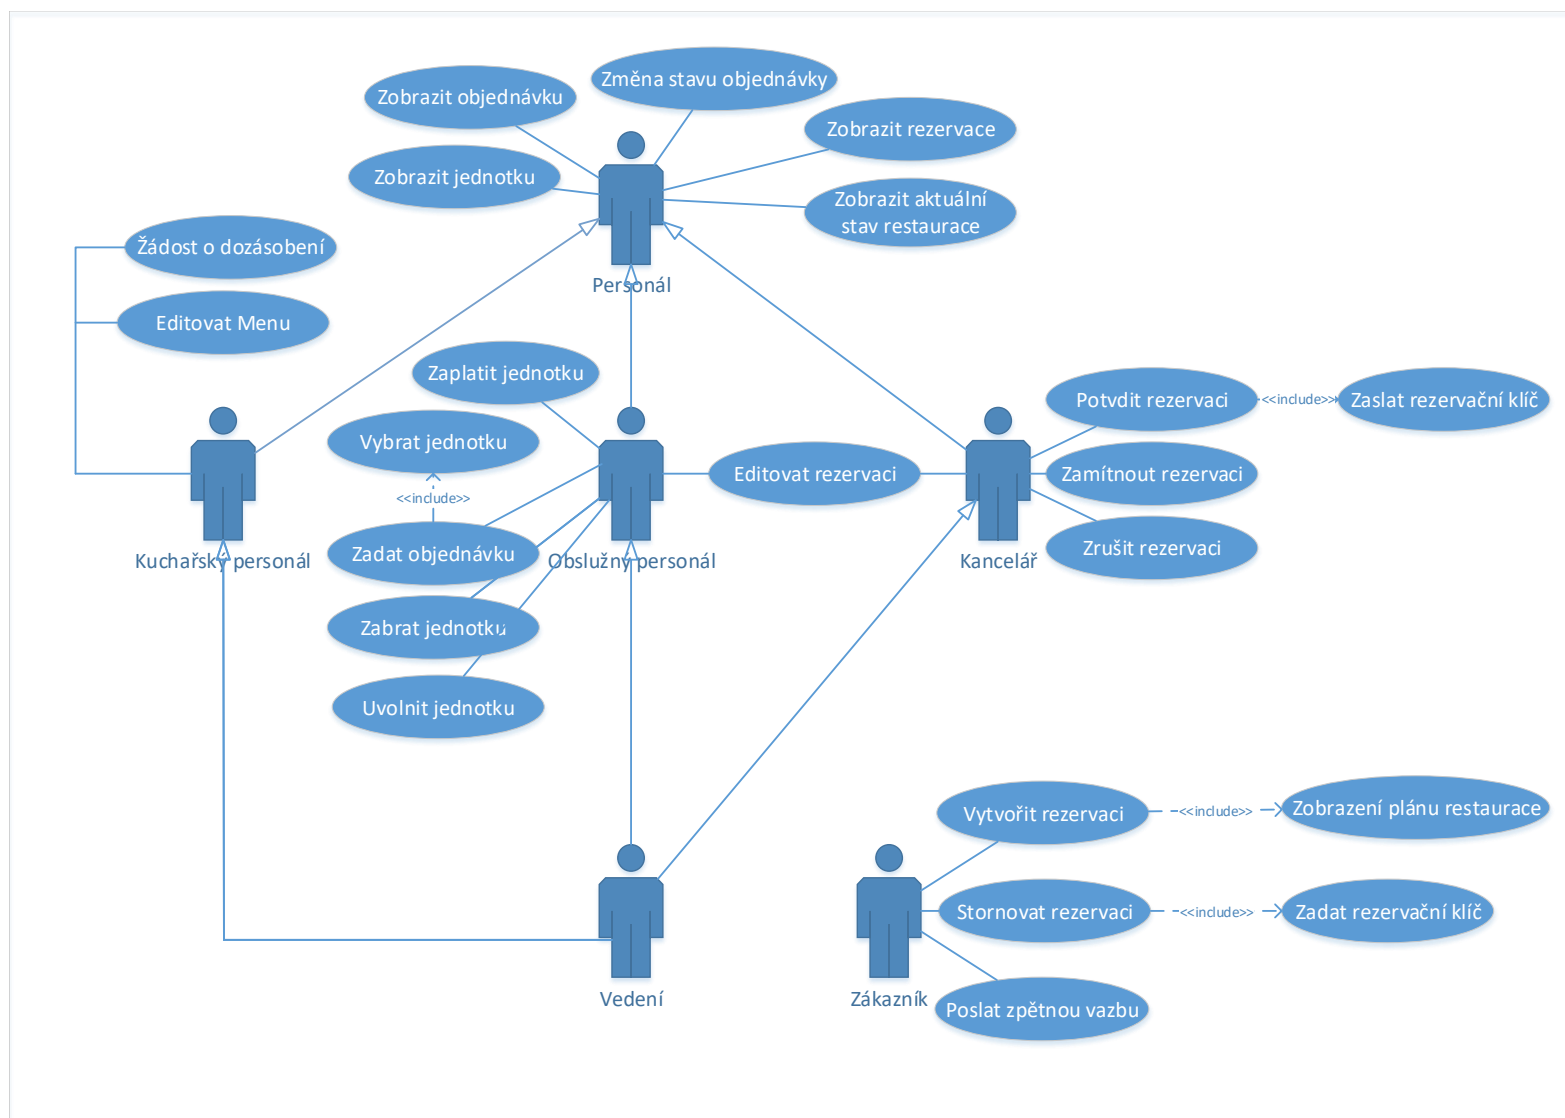 Změna stavu objednávky
Zobrazit objednávku
Zobrazit rezervace
Zobrazit jednotku
Zobrazit aktuální
stav restaurace
Žádost o dozásobení
Personál
Editovat Menu
Zaplatit jednotku
Potvdit rezervaci
<<include>>
Zaslat rezervační klíč
Vybrat jednotku
Editovat rezervaci
Zamítnout rezervaci
<<include>>
Zadat objednávku
Zrušit rezervaci
Kuchařský personál
Obslužný personál
Kancelář
Zabrat jednotku
Uvolnit jednotku
Vytvořit rezervaci
<<include>>
Zobrazení plánu restaurace
Stornovat rezervaci
<<include>>
Zadat rezervační klíč
Vedení
Zákazník
Poslat zpětnou vazbu